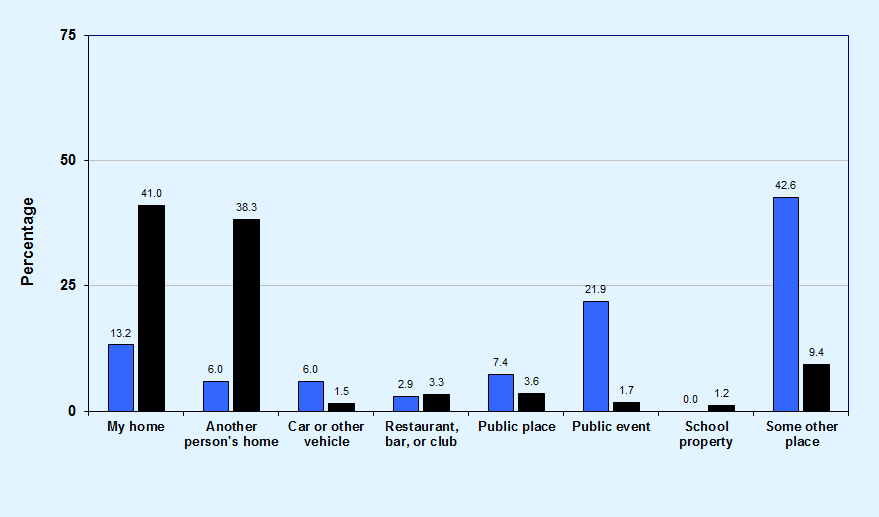 75
50
25
0
Percentage
13.2
41.0
6.0
38.3
6.0
1.5
2.9
3.3
7.4
3.6
21.9
1.7
0.0
1.2
42.6
9.4
My home
Another
person's home
Car or other
vehicle
Restaurant,
bar, or club
Public place
Public event
School
property
Some other
place